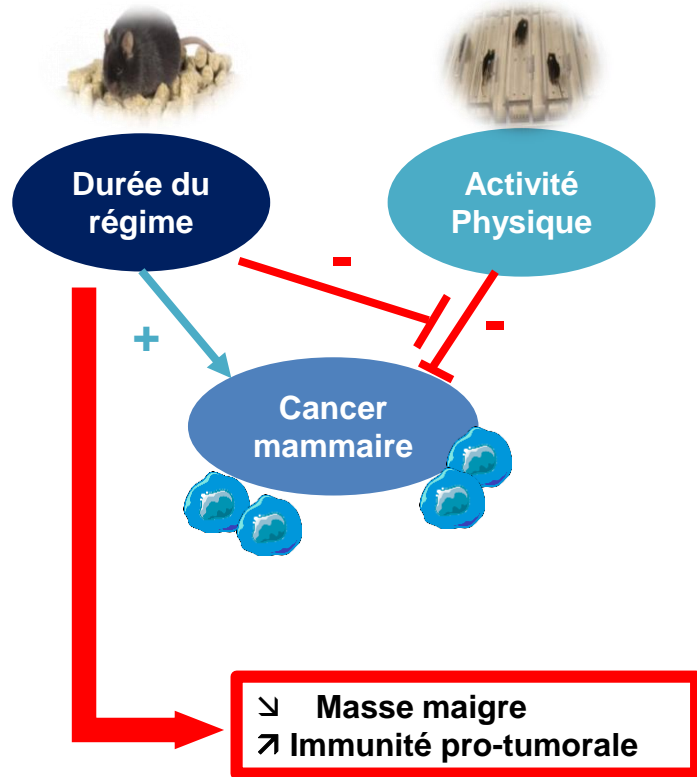 Durée du
régime
Activité
Physique
-
-
+
Cancer
mammaire
↘ Masse maigre
↗ Immunité pro-tumorale